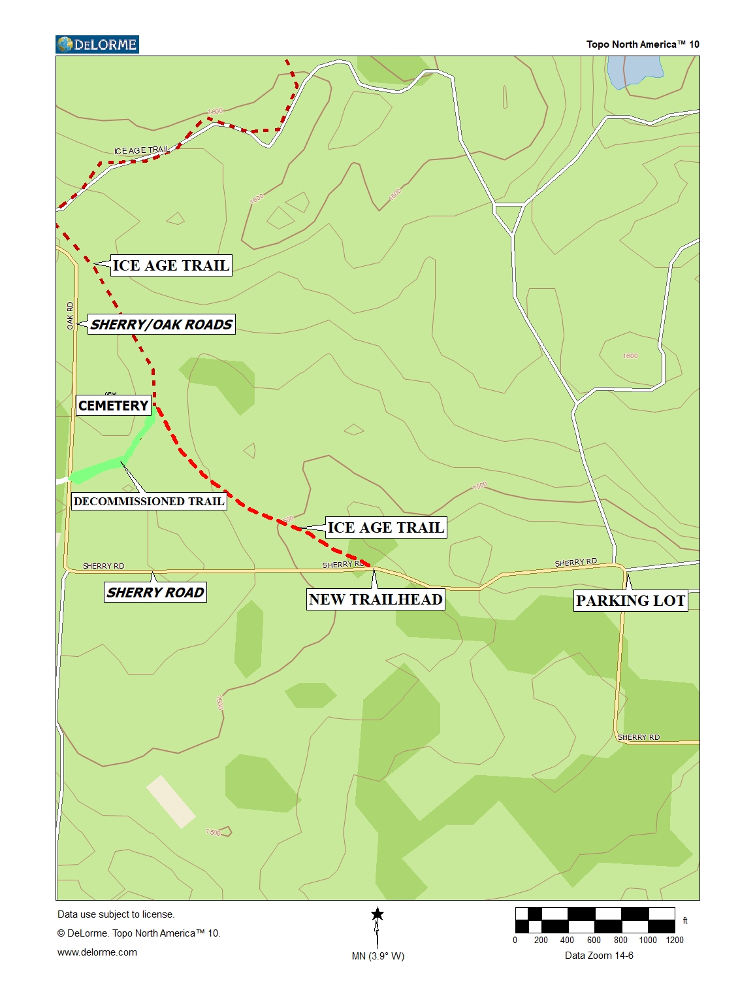 DELORME
Topo North America™ 10
1600
ICE AGE TRAIL
1600
1600
ICE AGE TRAIL
OAK RD
SHERRY/OAK ROADS
1600
CEM
CEMETERY
1500
DECOMMISSIONED TRAIL
500
ICE AGE TRAIL
SHERRY RD
SHERRY RD
SHERRY RD
SHERRY ROAD
NEW TRAILHEAD
PARKING LOT
1500
SHERRY RD
1500
Data use subject to license.
© DeLorme. Topo North America™ 10.
www.delorme.com
MN (3.9° W)
ft
0 200 400 600 800 1000 1200
Data Zoom 14-6